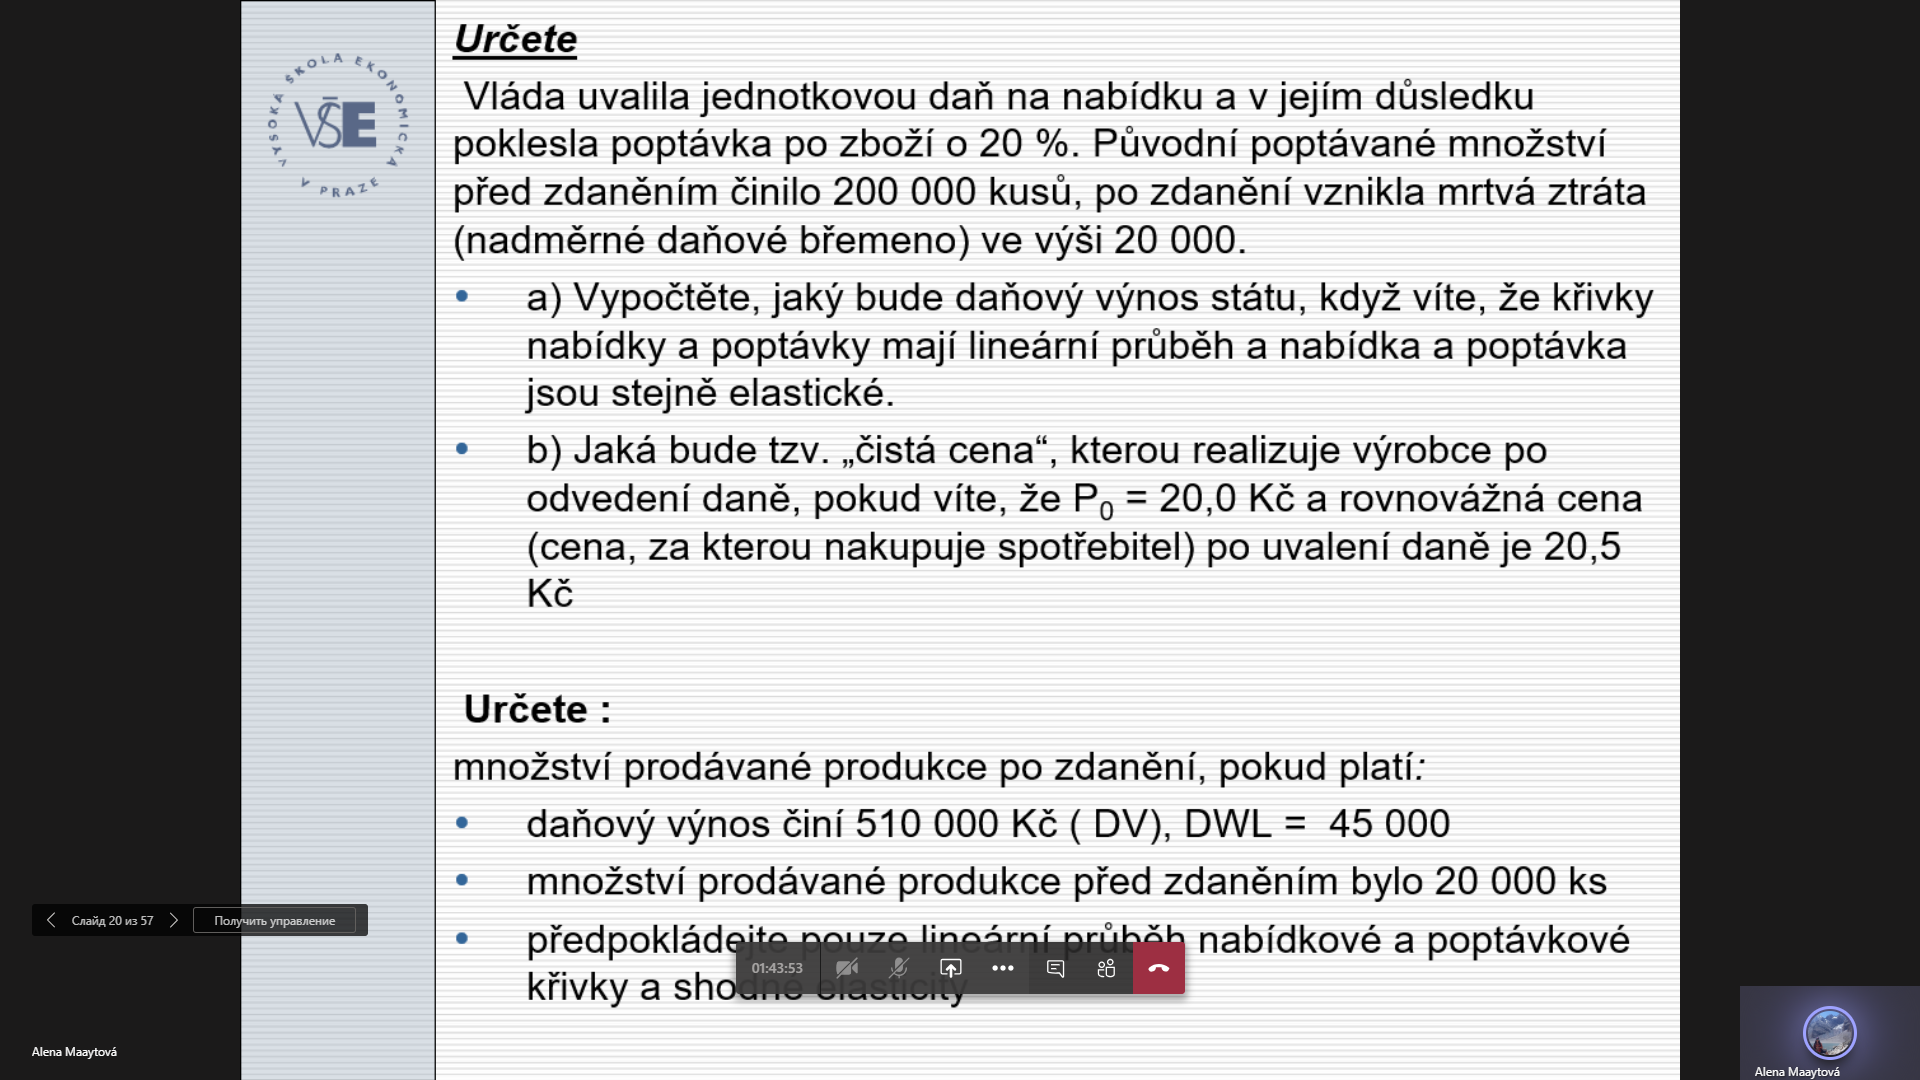 VYSOKÁ ŠKOLA EKONOMICKÁ V PRAZE
VŠE
Určete
Vláda uvalila jednotkovou daň na nabídku a v jejím důsledku
poklesla poptávka po zboží o 20 %. Původní poptávané množství
před zdaněním činilo 200 000 kusů, po zdanění vznikla mrtvá ztráta
(nadměrné daňové břemeno) ve výši 20 000.
• a) Vypočtěte, jaký bude daňový výnos státu, když víte, že křivky
nabídky a poptávky mají lineární průběh a nabídka a poptávka
jsou stejně elastické.
• b) Jaká bude tzv. „čistá cena“, kterou realizuje výrobce po
odvedení daně, pokud víte, že P0 = 20,0 Kč a rovnovážná cena
(cena, za kterou nakupuje spotřebitel) po uvalení daně je 20,5
Kč
Určete :
množství prodávané produkce po zdanění, pokud platí:
• daňový výnos činí 510 000 Kč ( DV), DWL = 45 000
• množství prodávané produkce před zdaněním bylo 20 000 ks
• předpokládejte pouze lineární průběh nabídkové a poptávkové
křivky a shodné elasticity
Слайд 20 из 57
Получить управление
01:43:53
Alena Maaytová
Alena Maaytová